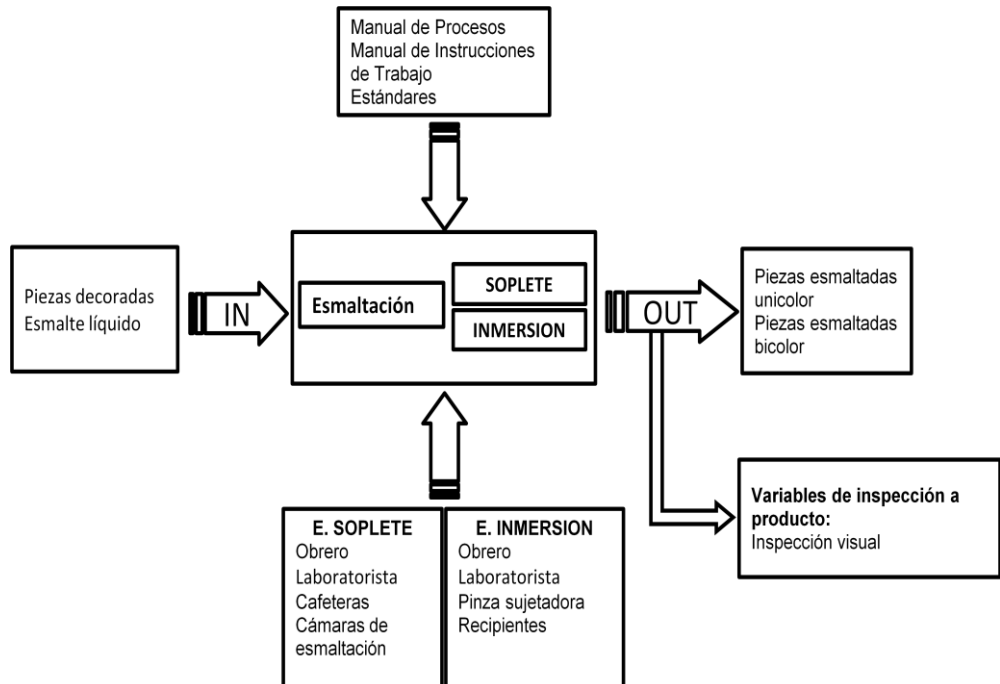 Manual de Procesos
Manual de Instrucciones
de Trabajo
Estándares
Piezas decoradas
Esmalte líquido
IN
Esmaltación
SOPLETE
INMERSION
OUT
Piezas esmaltadas
unicolor
Piezas esmaltadas
bicolor
Variables de inspección a
producto:
Inspección visual
E. SOPLETE
Obrero
Laboratorista
Cafeteras
Cámaras de
esmaltación
E. INMERSION
Obrero
Laboratorista
Pinza sujetadora
Recipientes